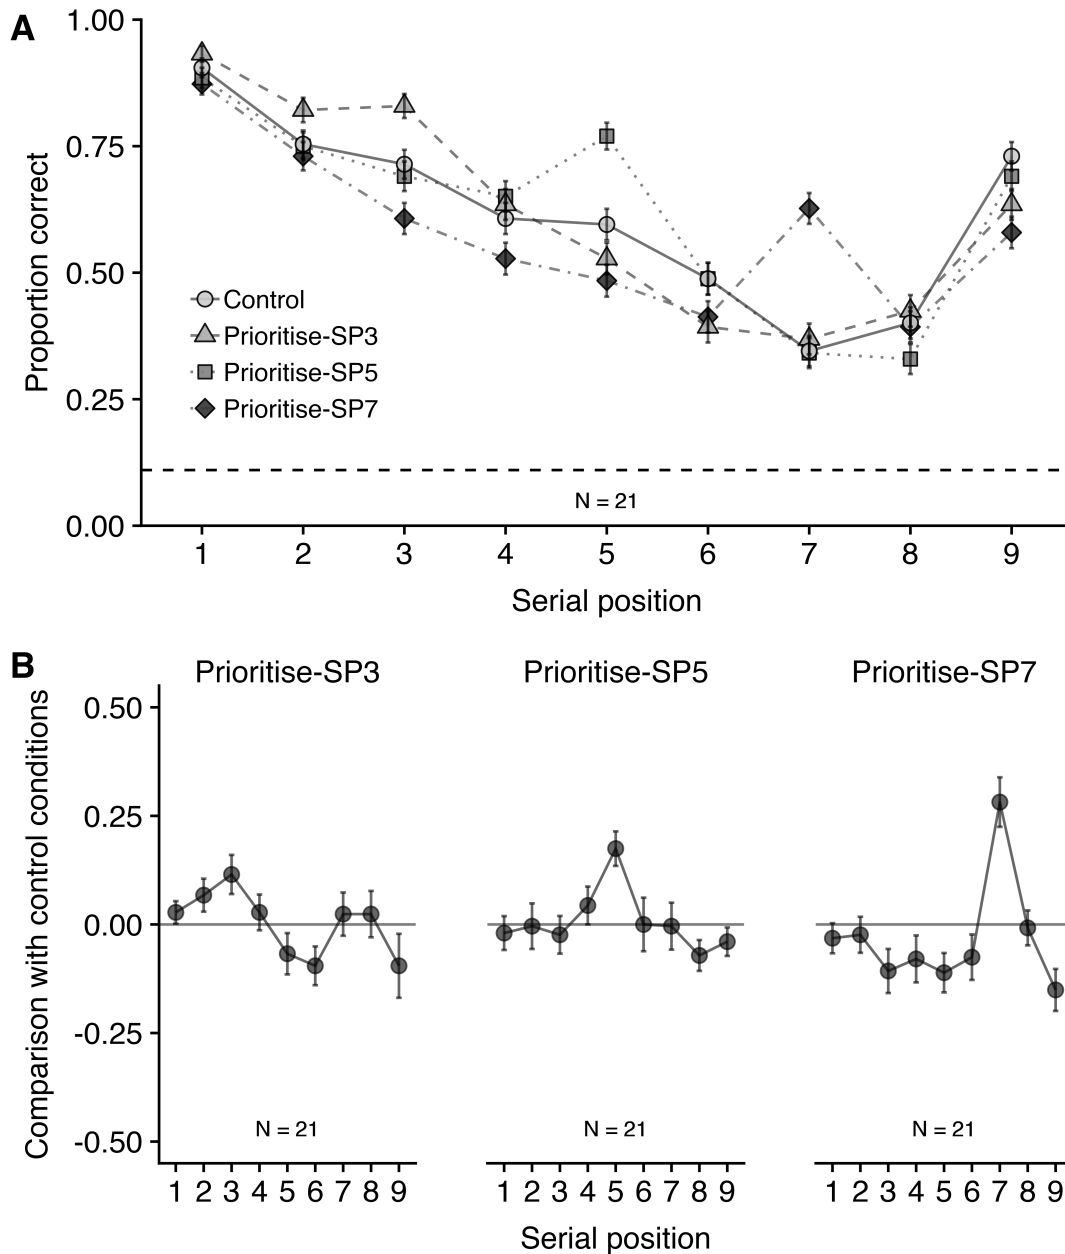 A
1.00
0.75
0.50
0.25
0.00
Proportion correct
Control
Prioritise-SP3
Prioritise-SP5
Prioritise-SP7
N = 21
1 2 3 4 5 6 7 8 9
Serial position
B
Prioritise-SP3 Prioritise-SP5 Prioritise-SP7
Comparison with control conditions
0.50
0.25
0.00
-0.25
-0.50
N = 21 N = 21 N = 21
1 2 3 4 5 6 7 8 9 1 2 3 4 5 6 7 8 9 1 2 3 4 5 6 7 8 9
Serial position